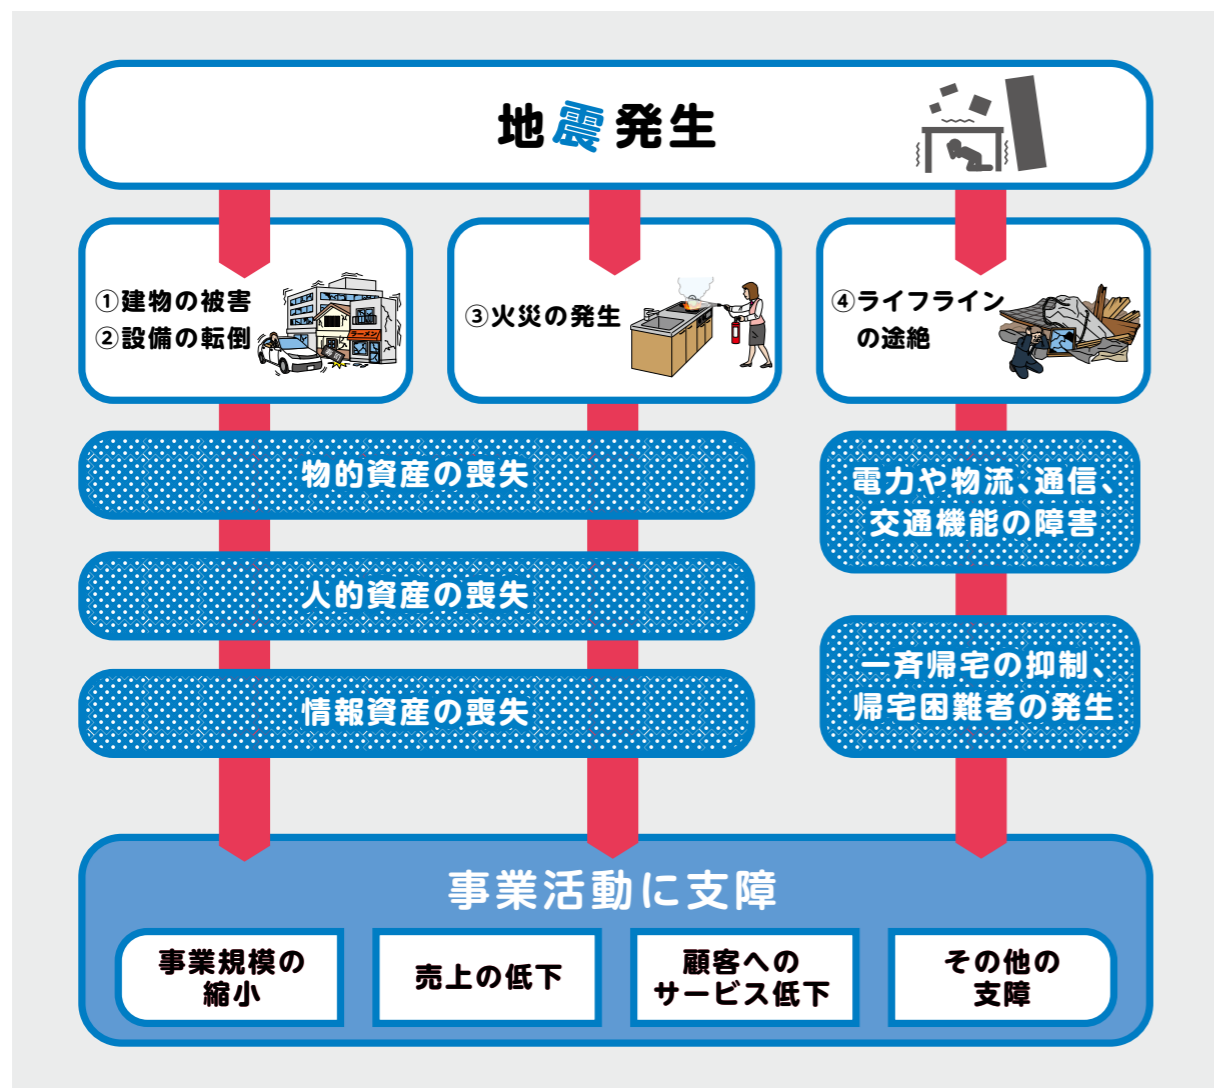 地震発生
①建物の被害
②設備の転倒
ラーメン
③火災の発生
④ライフライン
の途絶
物的資産の喪失
人的資産の喪失
情報資産の喪失
電力や物流、通信、
交通機能の障害
一斉帰宅の抑制、
帰宅困難者の発生
事業活動に支障
事業規模の
縮小
売上の低下
顧客への
サービス低下
その他の
支障